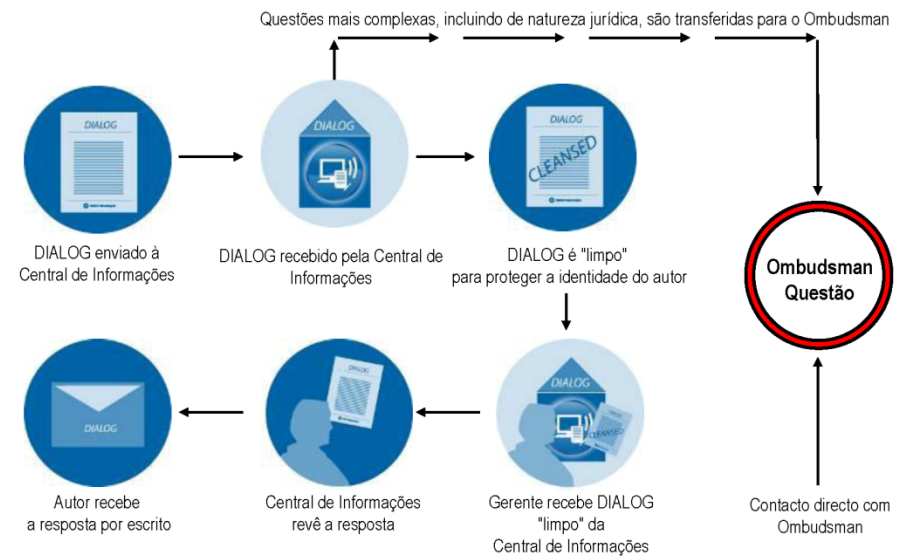 Questões mais complexas, incluindo de natureza jurídica, são transferidas para o Ombudsman
DIALOG
DIALOG
DIALOG
CLEANSED
DIALOG enviado à
Central de Informações
DIALOG recebido pela Central de
Informações
DIALOG é "limpo"
para proteger a identidade do autor
Ombudsman
Questão
DIALOG
DIALOG
DIALOG
CLEANSED
Autor recebe
a resposta por escrito
Central de Informações
revê a resposta
Gerente recebe DIALOG
"limpo" da
Central de Informações
Contacto directo com
Ombudsman